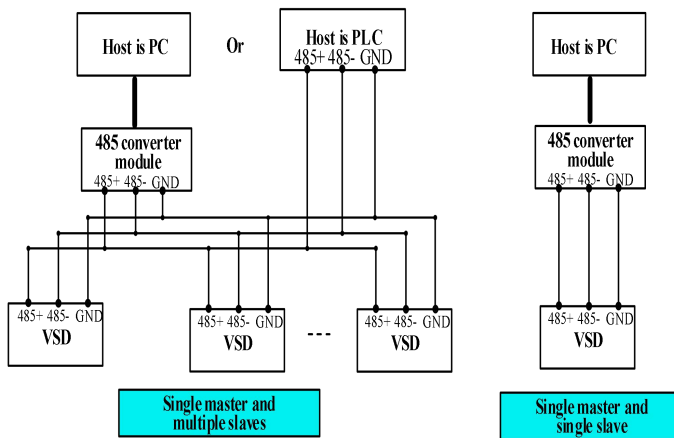 Host is PC
Or
Host is PLC
485+ 485- GND
485 converter
module
485+ 485- GND
485+ 485- GND
VSD
485+ 485- GND
VSD
---
485+ 485- GND
VSD
Single master and
multiple slaves
Host is PC
485 converter
module
485+ 485- GND
485+ 485- GND
VSD
Single master and
single slave